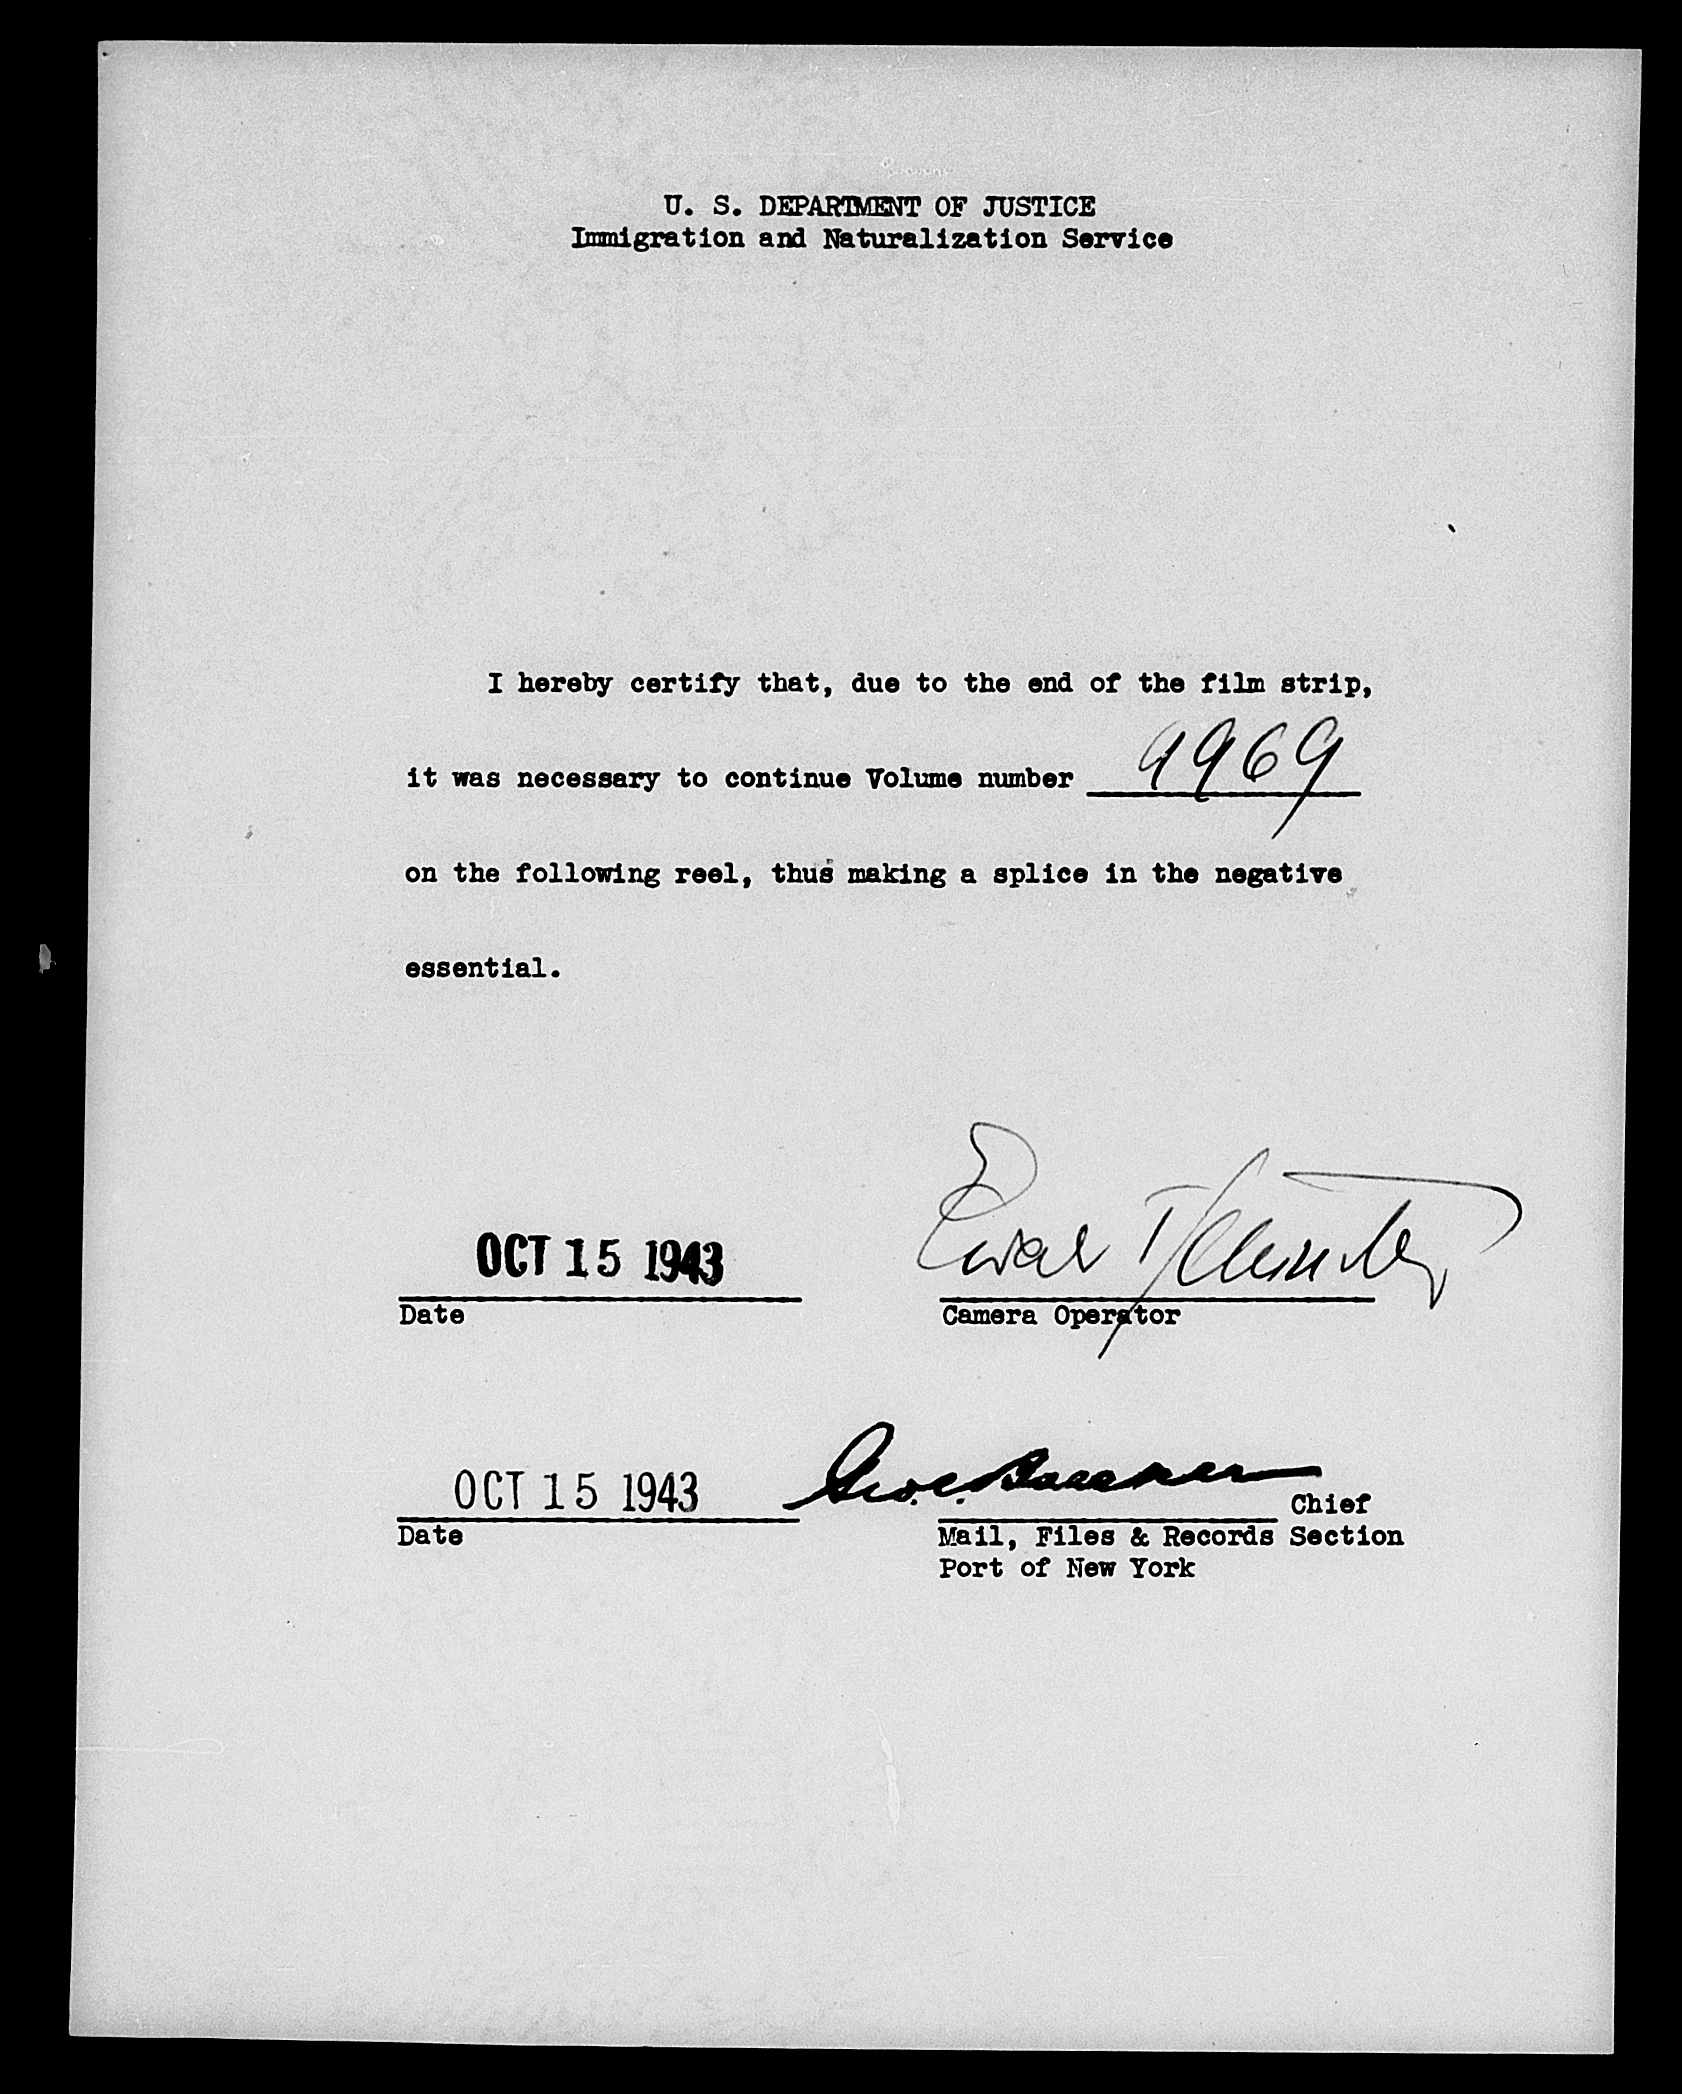 U. S. DEPARTMENT OF JUSTICE
Immigration and Naturalization Service
I hereby certify that, due to the end of the film strip,
it was necessary to continue Volume number 9969
on the following reel, thus making a splice in the negative
essential.
OCT 15 1943
Date
Camera Operator
OCT 15 1943
Geo. C.
Chief
Date
Mail, Files & Records Section
Port of New York